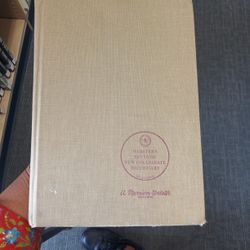 WEBSTER'S
SEVENTH
NEW COLLEGIATE
DICTIONARY
A Merriam-Webster